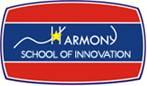 HARMONY
SCHOOL OF INNOVATION